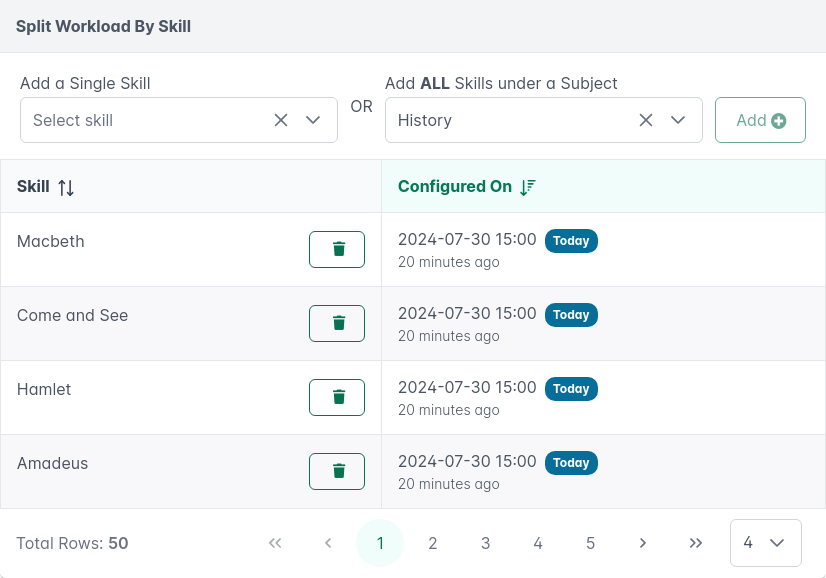 Split Workload By Skill
Add a Single Skill
Add ALL Skills under a Subject
Select skill
OR
History
Add
Skill
Configured On
Macbeth
2024-07-30 15:00 Today
20 minutes ago
Come and See
2024-07-30 15:00 Today
20 minutes ago
Hamlet
2024-07-30 15:00 Today
20 minutes ago
Amadeus
2024-07-30 15:00 Today
20 minutes ago
Total Rows: 50
« ‹ 1 2 3 4 5 › »
4